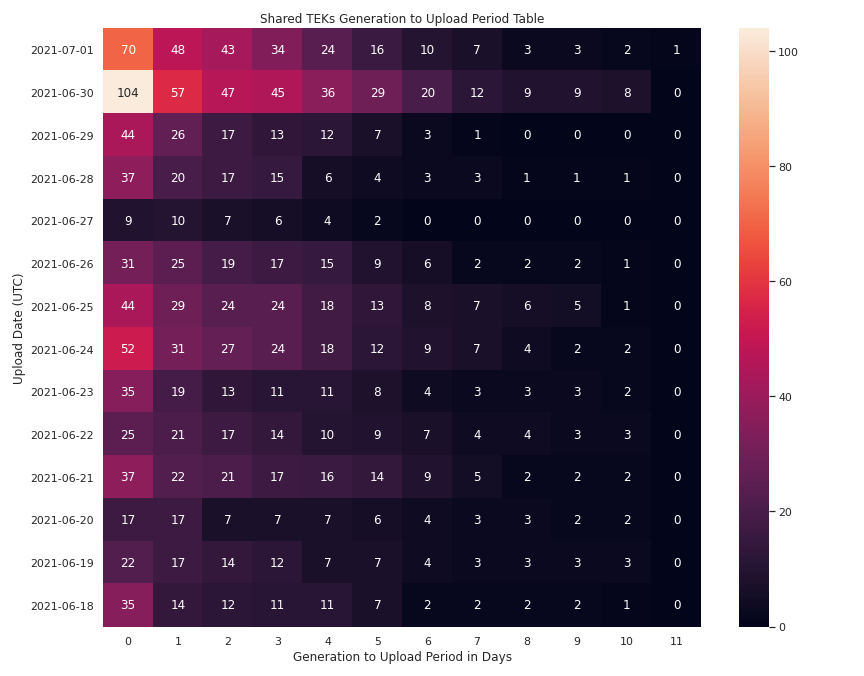 Shared TEKs Generation to Upload Period Table
Upload Date (UTC)
2021-07-01 70 48 43 34 24 16 10 7 3 3 2 1
2021-06-30 104 57 47 45 36 29 20 12 9 9 8 0
2021-06-29 44 26 17 13 12 7 3 1 0 0 0 0
2021-06-28 37 20 17 15 6 4 3 3 1 1 1 0
2021-06-27 9 10 7 6 4 2 0 0 0 0 0 0
2021-06-26 31 25 19 17 15 9 6 2 2 2 1 0
2021-06-25 44 29 24 24 18 13 8 7 6 5 1 0
2021-06-24 52 31 27 24 18 12 9 7 4 2 2 0
2021-06-23 35 19 13 11 11 8 4 3 3 3 2 0
2021-06-22 25 21 17 14 10 9 7 4 4 3 3 0
2021-06-21 37 22 21 17 16 14 9 5 2 2 2 0
2021-06-20 17 17 7 7 7 6 4 3 3 2 2 0
2021-06-19 22 17 14 12 7 7 4 3 3 3 3 0
2021-06-18 35 14 12 11 11 7 2 2 2 2 1 0
0 1 2 3 4 5 6 7 8 9 10 11
Generation to Upload Period in Days
100
80
60
40
20
0